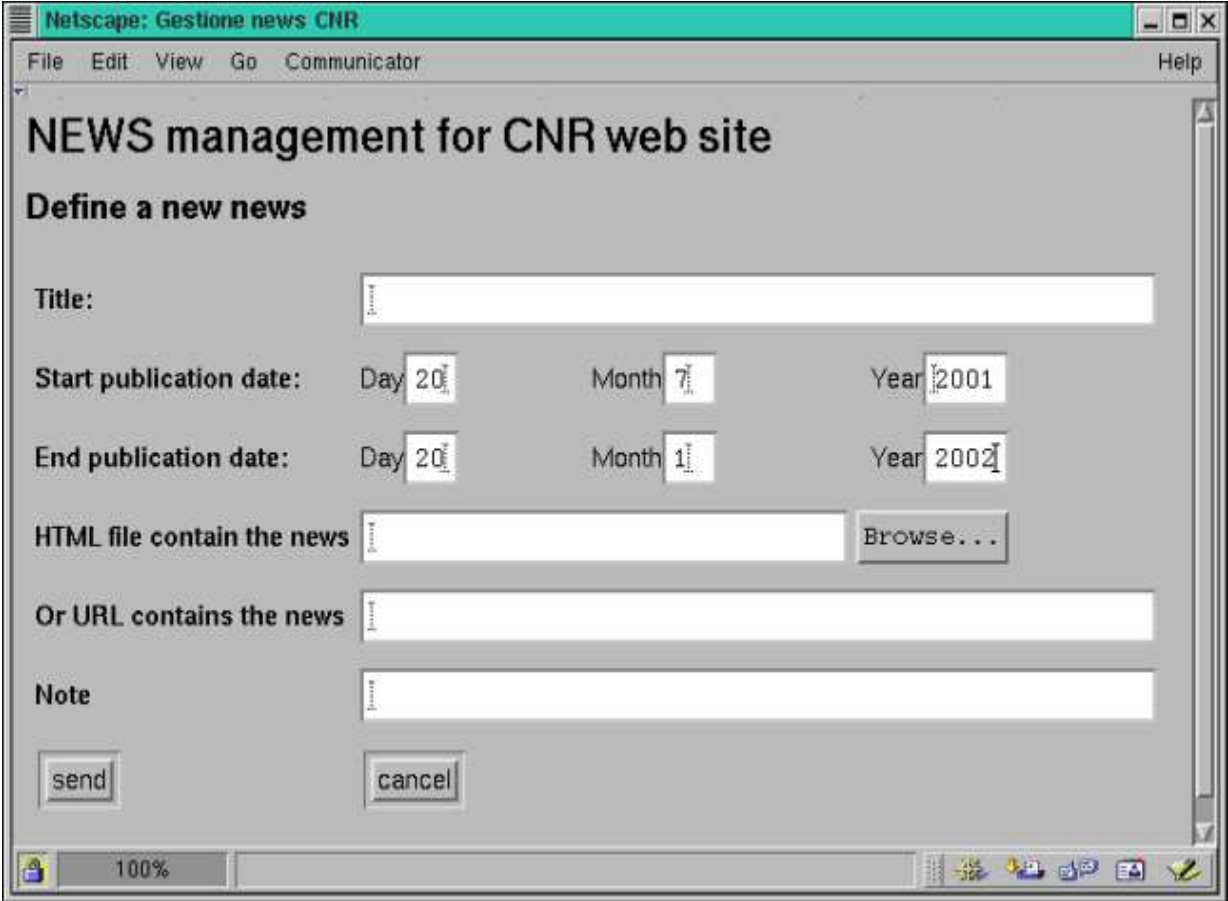 Netscape: Gestione news CNR
File Edit View Go Communicator Help
NEWS management for CNR web site
Define a new news
Title:
Start publication date: Day 20 Month 7 Year 2001
End publication date: Day 20 Month 1 Year 2002
HTML file contain the news Browse...
Or URL contains the news
Note
send cancel
100%